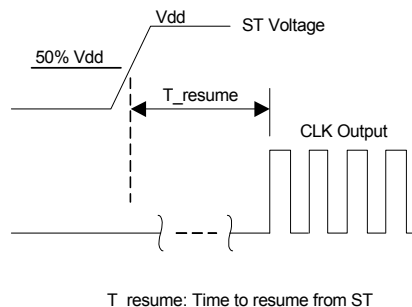 Vdd
ST Voltage
50% Vdd
T_resume
CLK Output
T_resume: Time to resume from ST